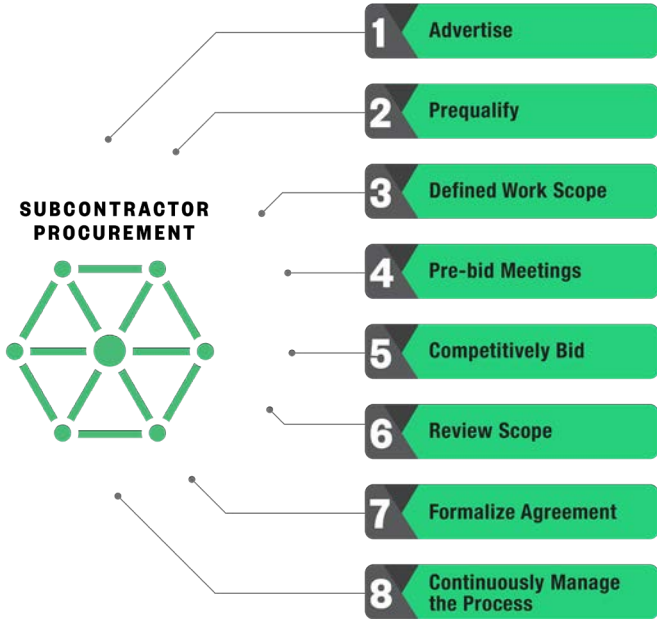 1 Advertise
2 Prequalify
SUBCONTRACTOR
PROCUREMENT
3 Defined Work Scope
4 Pre-bid Meetings
5 Competitively Bid
6 Review Scope
7 Formalize Agreement
8 Continuously Manage
the Process